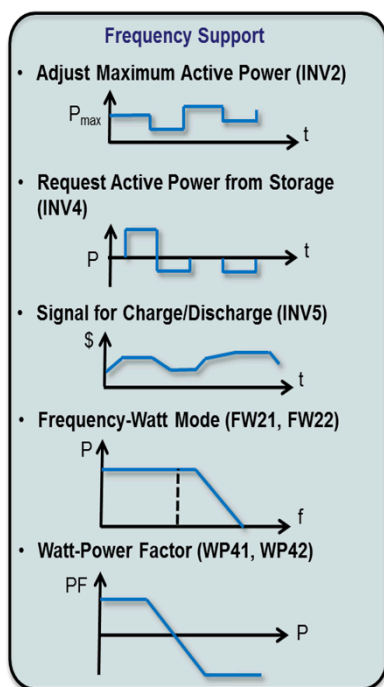 Frequency Support
• Adjust Maximum Active Power (INV2)
Pmax
t
• Request Active Power from Storage
(INV4)
P
t
• Signal for Charge/Discharge (INV5)
$
t
• Frequency-Watt Mode (FW21, FW22)
P
f
• Watt-Power Factor (WP41, WP42)
PF
P